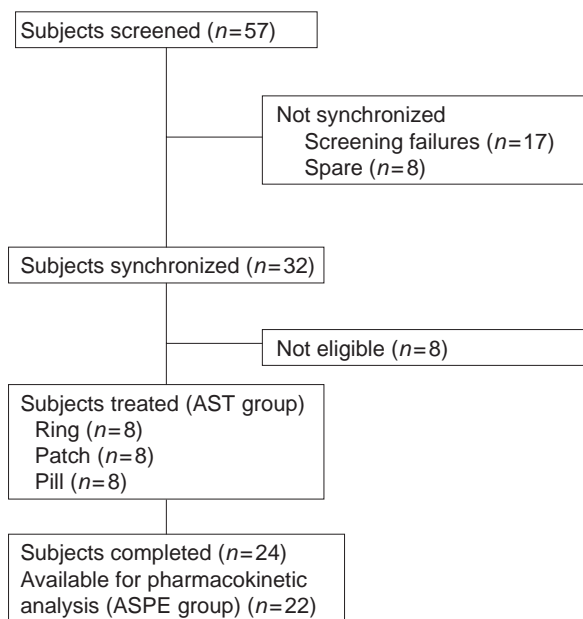 Subjects screened (n=57)
Not synchronized
Screening failures (n=17)
Spare (n=8)
Subjects synchronized (n=32)
Not eligible (n=8)
Subjects treated (AST group)
Ring (n=8)
Patch (n=8)
Pill (n=8)
Subjects completed (n=24)
Available for pharmacokinetic
analysis (ASPE group) (n=22)